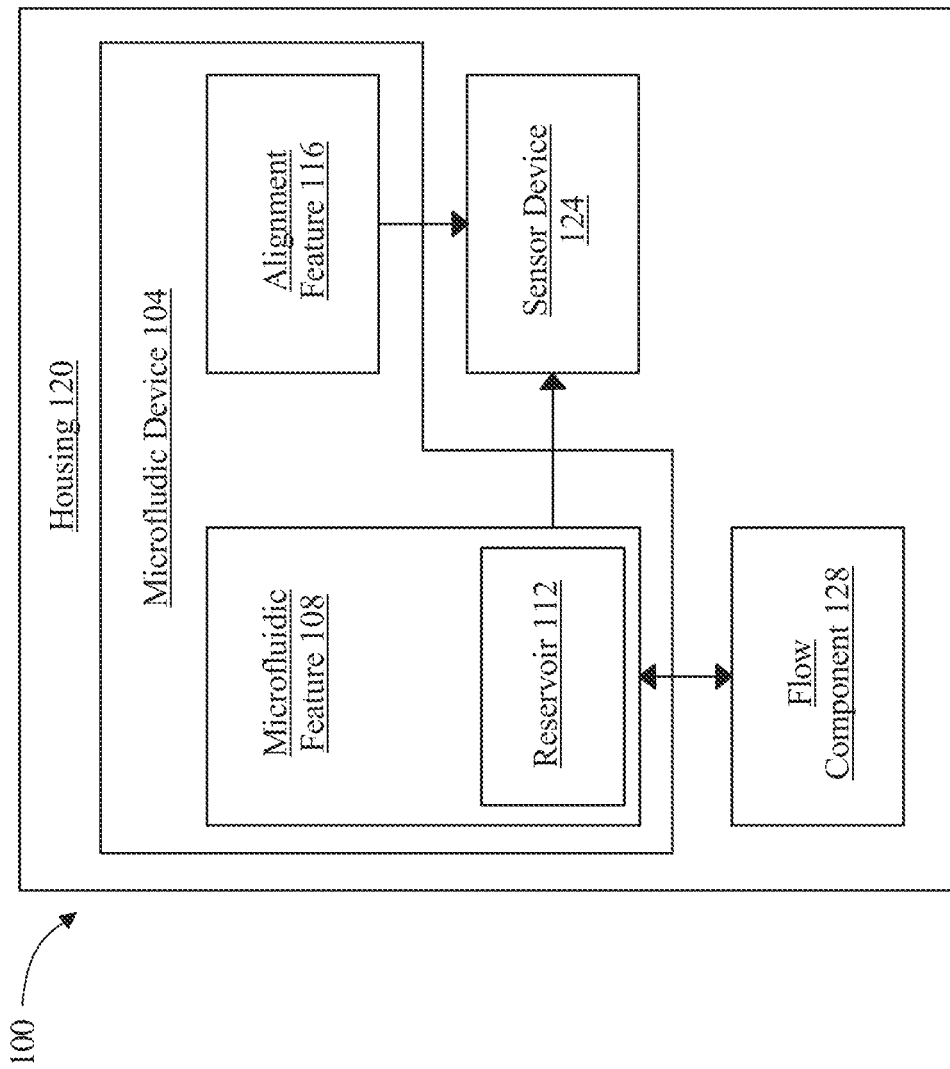 100
Housing 120
Microfludic Device 104
Microfluidic
Feature 108
Reservoir 112
Alignment
Feature 116
Sensor Device
124
Flow
Component 128